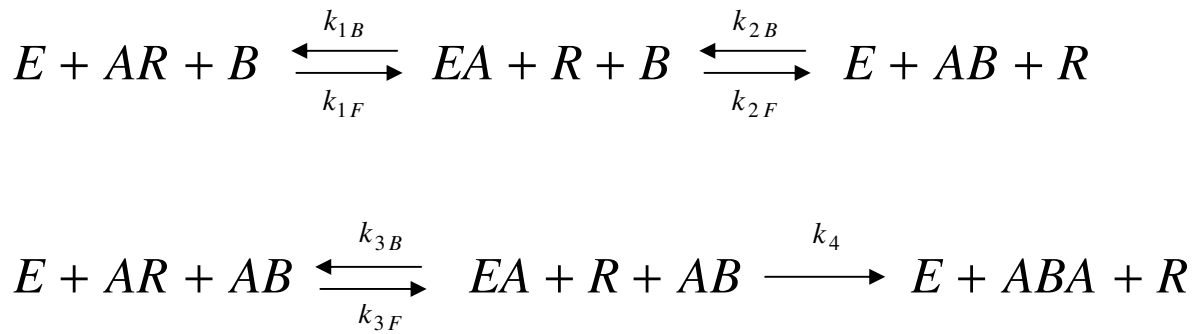 k1B k2B
E + AR + B ⇄ EA + R + B ⇄ E + AB + R
k1F k2F
k3B k4
E + AR + AB ⇄ EA + R + AB → E + ABA + R
k3F